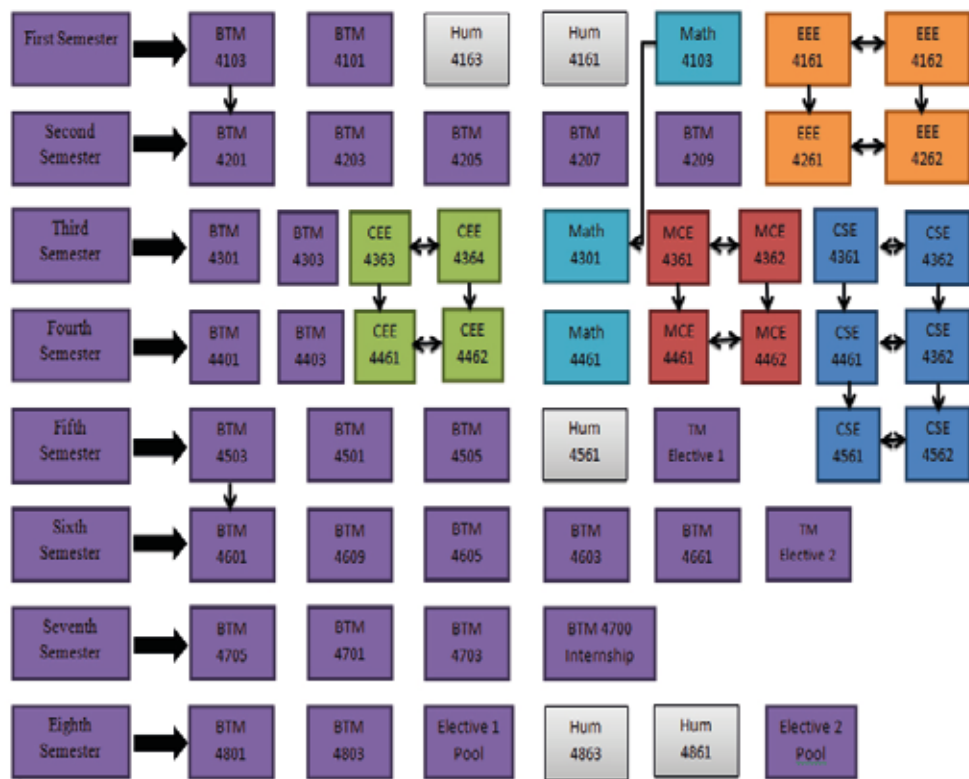 First Semester
BTM
4103
BTM
4101
Hum
4163
Hum
4161
Math
4103
EEE
4161
EEE
4162
Second
Semester
BTM
4201
BTM
4203
BTM
4205
BTM
4207
BTM
4209
EEE
4261
EEE
4262
Third
Semester
BTM
4301
BTM
4303
CEE
4363
CEE
4364
Math
4301
MCE
4361
MCE
4362
CSE
4361
CSE
4362
Fourth
Semester
BTM
4401
BTM
4403
CEE
4461
CEE
4462
Math
4461
MCE
4461
MCE
4462
CSE
4461
CSE
4362
Fifth
Semester
BTM
4503
BTM
4501
BTM
4505
Hum
4561
TM
Elective 1
CSE
4561
CSE
4562
Sixth
Semester
BTM
4601
BTM
4609
BTM
4605
BTM
4603
BTM
4661
TM
Elective 2
Seventh
Semester
BTM
4705
BTM
4701
BTM
4703
BTM 4700
Internship
Eighth
Semester
BTM
4801
BTM
4803
Elective 1
Pool
Hum
4863
Hum
4861
Elective 2
Pool